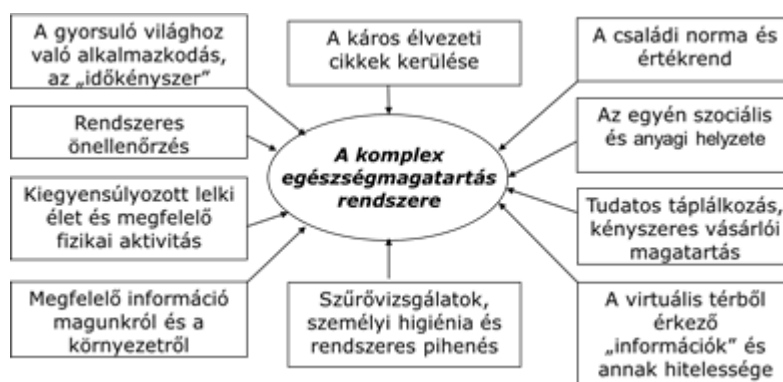 A gyorsuló világhoz
való alkalmazkodás,
az „időkényszer”
A káros élvezeti
cikkek kerülése
A családi norma és
értékrend
Rendszeres
önellenőrzés
A komplex
egészségmagatartás
rendszere
Az egyén szociális
és anyagi helyzete
Kiegyensúlyozott lelki
élet és megfelelő
fizikai aktivitás
Tudatos táplálkozás,
kényszeres vásárlói
magatartás
Megfelelő információ
magunkról és a
környezetről
Szűrővizsgálatok,
személyi higiénia és
rendszeres pihenés
A virtuális térből
érkező
„információk” és
annak hitelessége